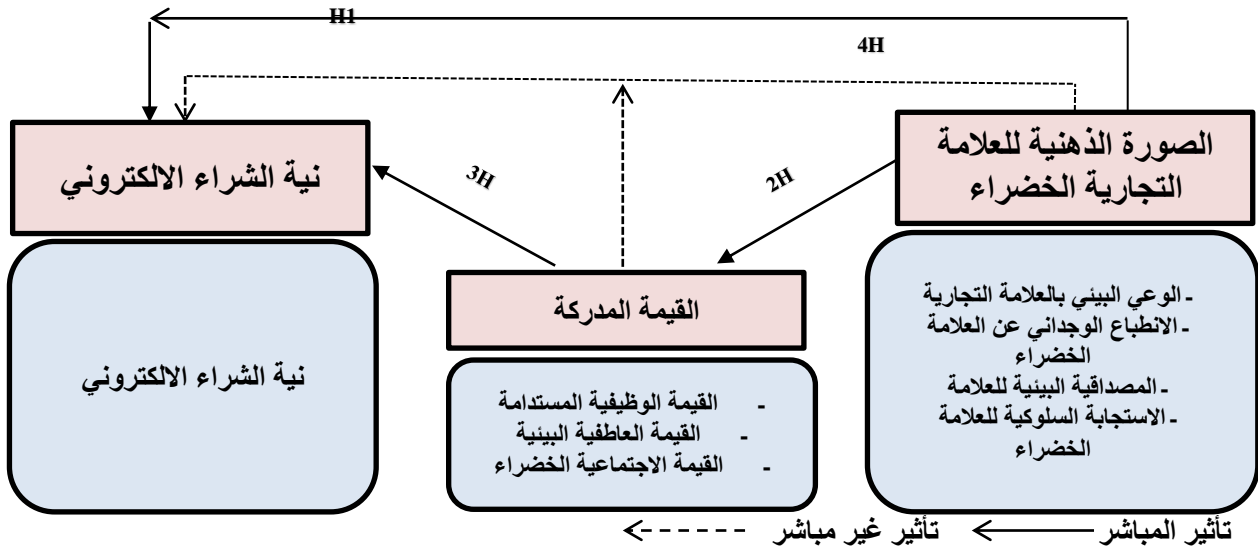 H1
4H
الصورة الذهنية للعلامة
التجارية الخضراء
نية الشراء الالكتروني
2H
3H
- الوعي البيئي بالعلامة التجارية
- الانطباع الوجداني عن العلامة
الخضراء
- المصداقية البيئية للعلامة
- الاستجابة السلوكية للعلامة
الخضراء
القيمة المدركة
- القيمة الوظيفية المستدامة
- القيمة العاطفية البيئية
- القيمة الاجتماعية الخضراء
نية الشراء الالكتروني
تأثير المباشر
تأثير غير مباشر